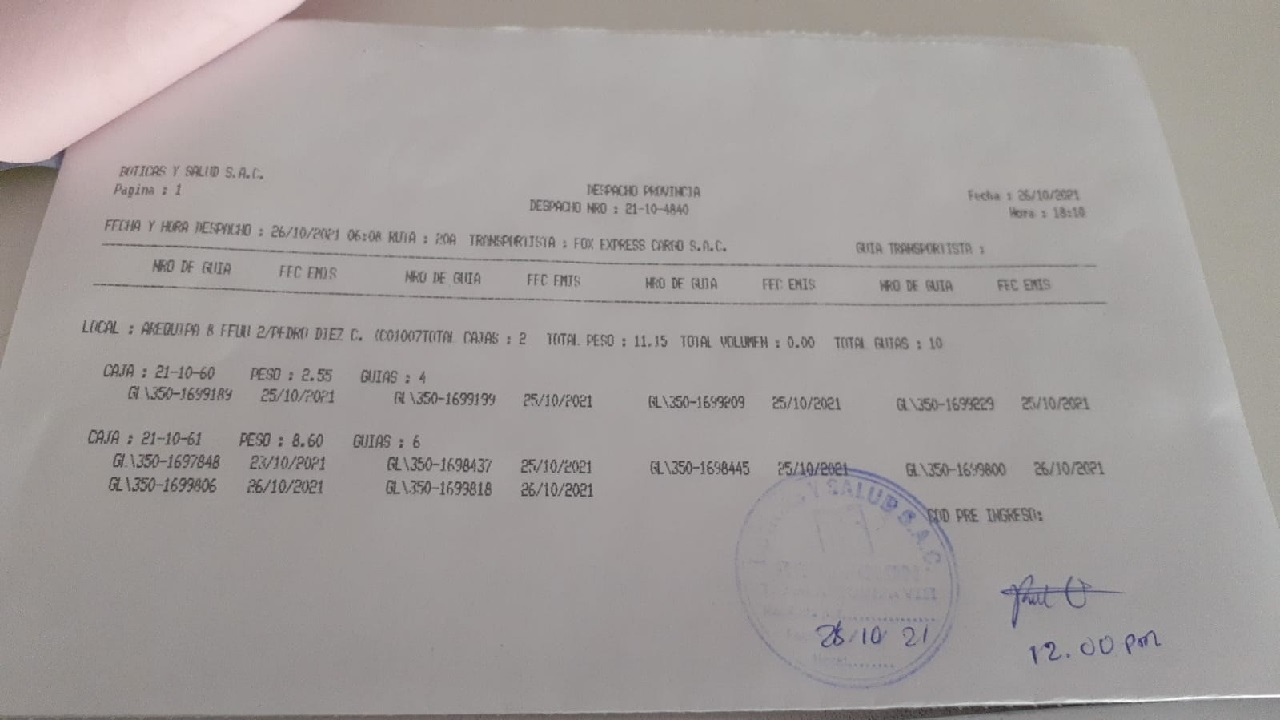 BOTICAS Y SALUD S.A.C.
Pagina : 1
DESPACHO PROVINCIA
DESPACHO NRO : 21-10-4840
Fecha : 26/10/2021
Hora : 18:10
FECHA Y HORA DESPACHO : 26/10/2021 06:08 RUTA : 20A TRANSPORTISTA : FOX EXPRESS CARGO S.A.C. GUIA TRANSPORTISTA :
NRO DE GUIA FEC EMIS NRO DE GUIA FEC EMIS NRO DE GUIA FEC EMIS NRO DE GUIA FEC EMIS
LOCAL : AREQUIPA 8 FFUU 2/PEDRO DIEZ C. (C01007TOTAL CAJAS : 2 TOTAL PESO : 11.15 TOTAL VOLUMEN : 0.00 TOTAL GUIAS : 10
CAJA : 21-10-60 PESO : 2.55 GUIAS : 4
GL\350-1699189 25/10/2021 GL\350-1699199 25/10/2021 GL\350-1699209 25/10/2021 GL\350-1699229 25/10/2021
CAJA : 21-10-61 PESO : 8.60 GUIAS : 6
GL\350-1697848 23/10/2021 GL\350-1698437 25/10/2021 GL\350-1698445 25/10/2021 GL\350-1699800 26/10/2021
GL\350-1699806 26/10/2021 GL\350-1699818 26/10/2021
COD PRE INGRESO:
Y SALUD S.A.C.
26/10 21
12.00 pm